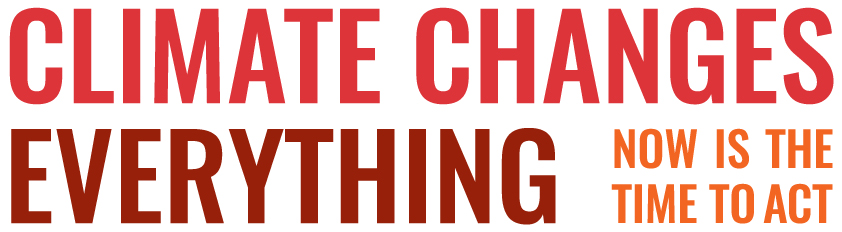 CLIMATE CHANGES
EVERYTHING
NOW IS THE
TIME TO ACT